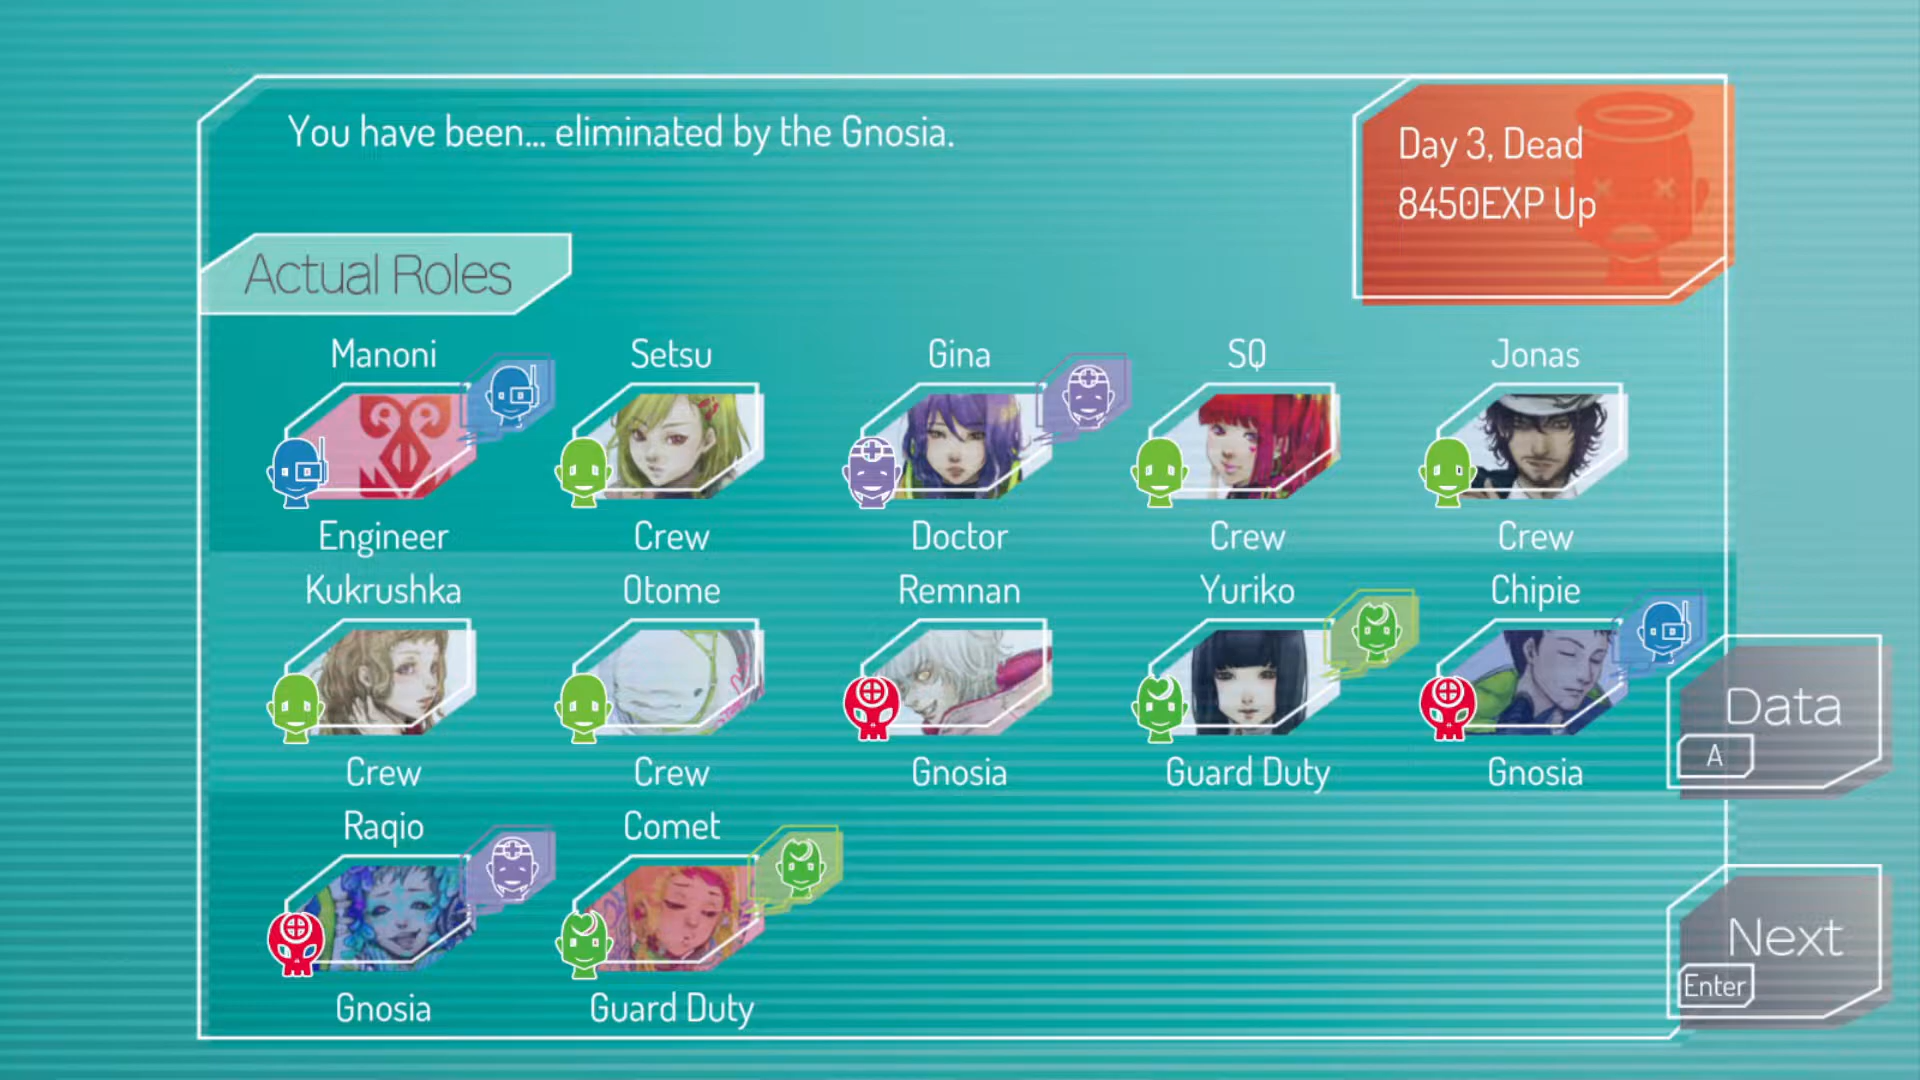 You have been... eliminated by the Gnosia.
Day 3, Dead
8450EXP Up
Actual Roles
Manoni Setsu Gina SQ Jonas
Engineer Crew Doctor Crew Crew
Kukrushka Otome Remnan Yuriko Chipie
Crew Crew Gnosia Guard Duty Gnosia
Data
A
Raqio Comet
Gnosia Guard Duty
Next
Enter